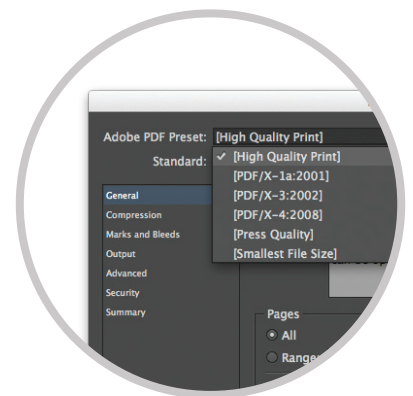 Adobe PDF Preset: [High Quality Print]
Standard:
✓ [High Quality Print]
[PDF/X-1a:2001]
[PDF/X-3:2002]
[PDF/X-4:2008]
[Press Quality]
[Smallest File Size]
General
Compression
Marks and Bleeds
Output
Advanced
Security
Summary
Pages
All
Range